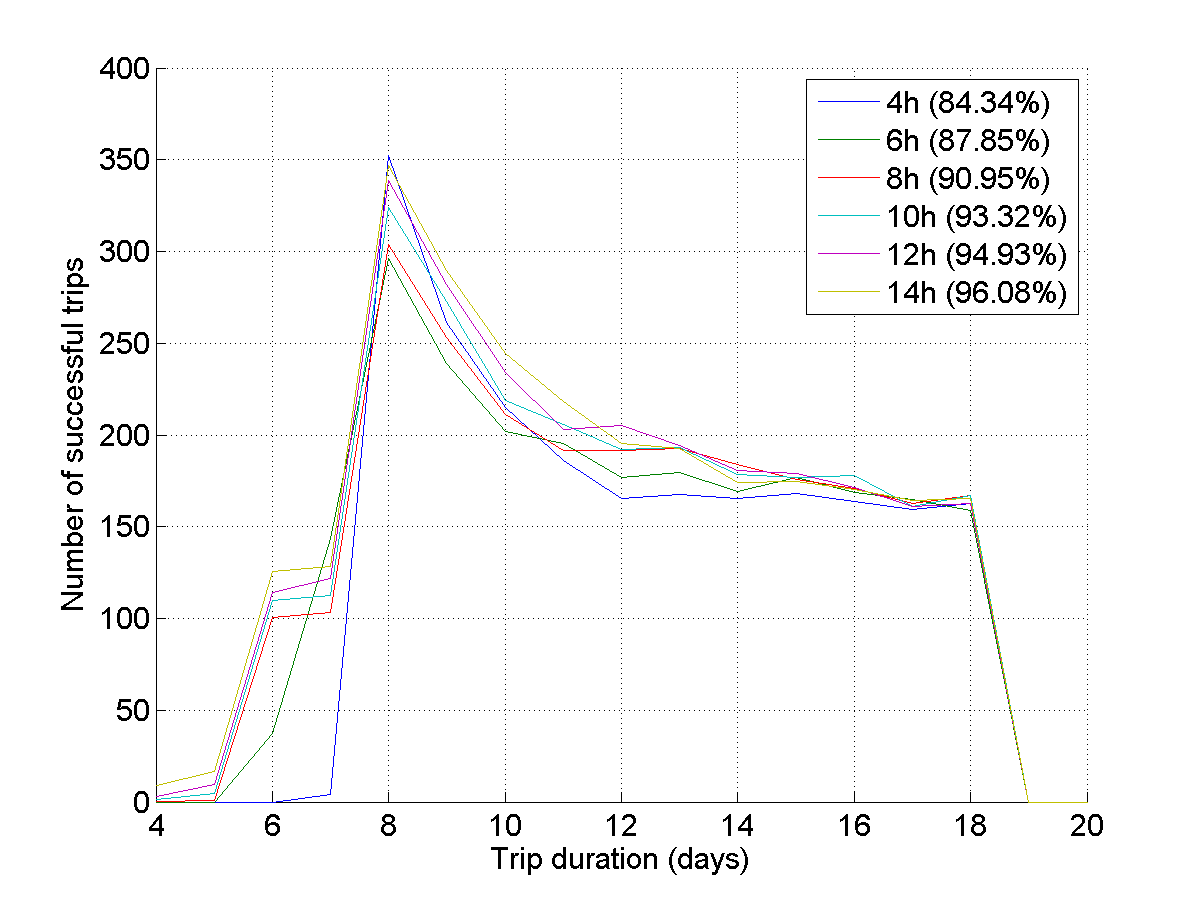 400
350
300
250
200
150
100
50
0
4 6 8 10 12 14 16 18 20
Number of successful trips
Trip duration (days)
4h (84.34%)
6h (87.85%)
8h (90.95%)
10h (93.32%)
12h (94.93%)
14h (96.08%)